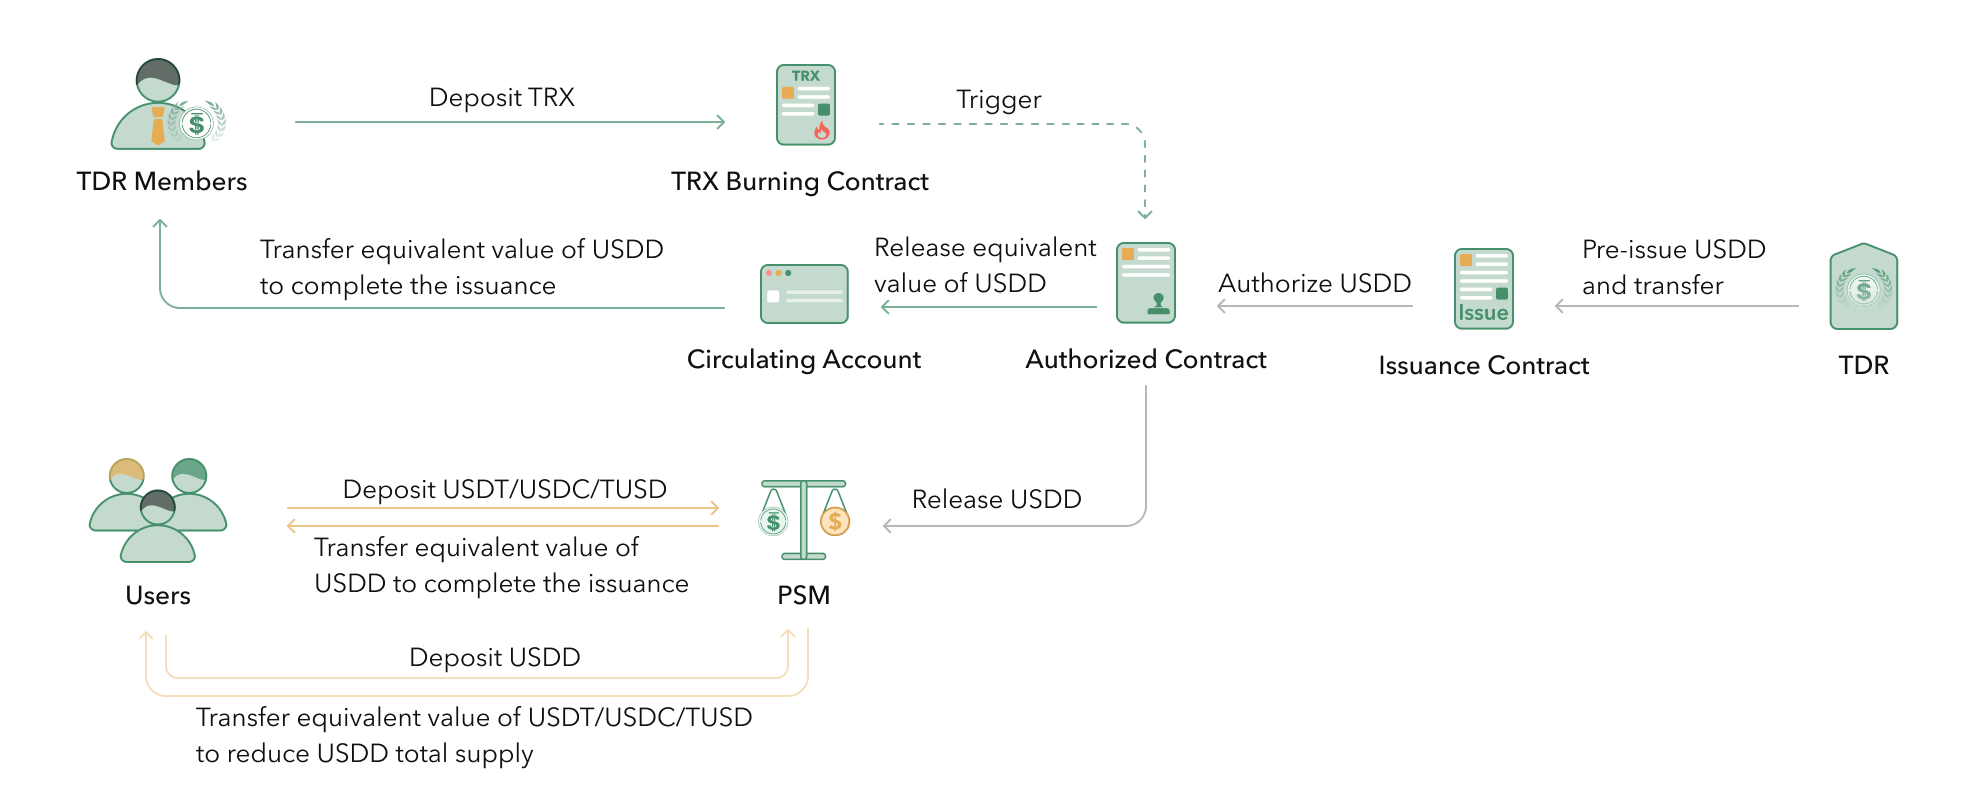 Deposit TRX
TRX
Trigger
TDR Members
TRX Burning Contract
Transfer equivalent value of USDD
to complete the issuance
Release equivalent
value of USDD
Authorize USDD
Pre-issue USDD
and transfer
Issue
$
$
Circulating Account
Authorized Contract
Issuance Contract
TDR
Deposit USDT/USDC/TUSD
Release USDD
$
$
Transfer equivalent value of
USDD to complete the issuance
Users
PSM
Deposit USDD
Transfer equivalent value of USDT/USDC/TUSD
to reduce USDD total supply